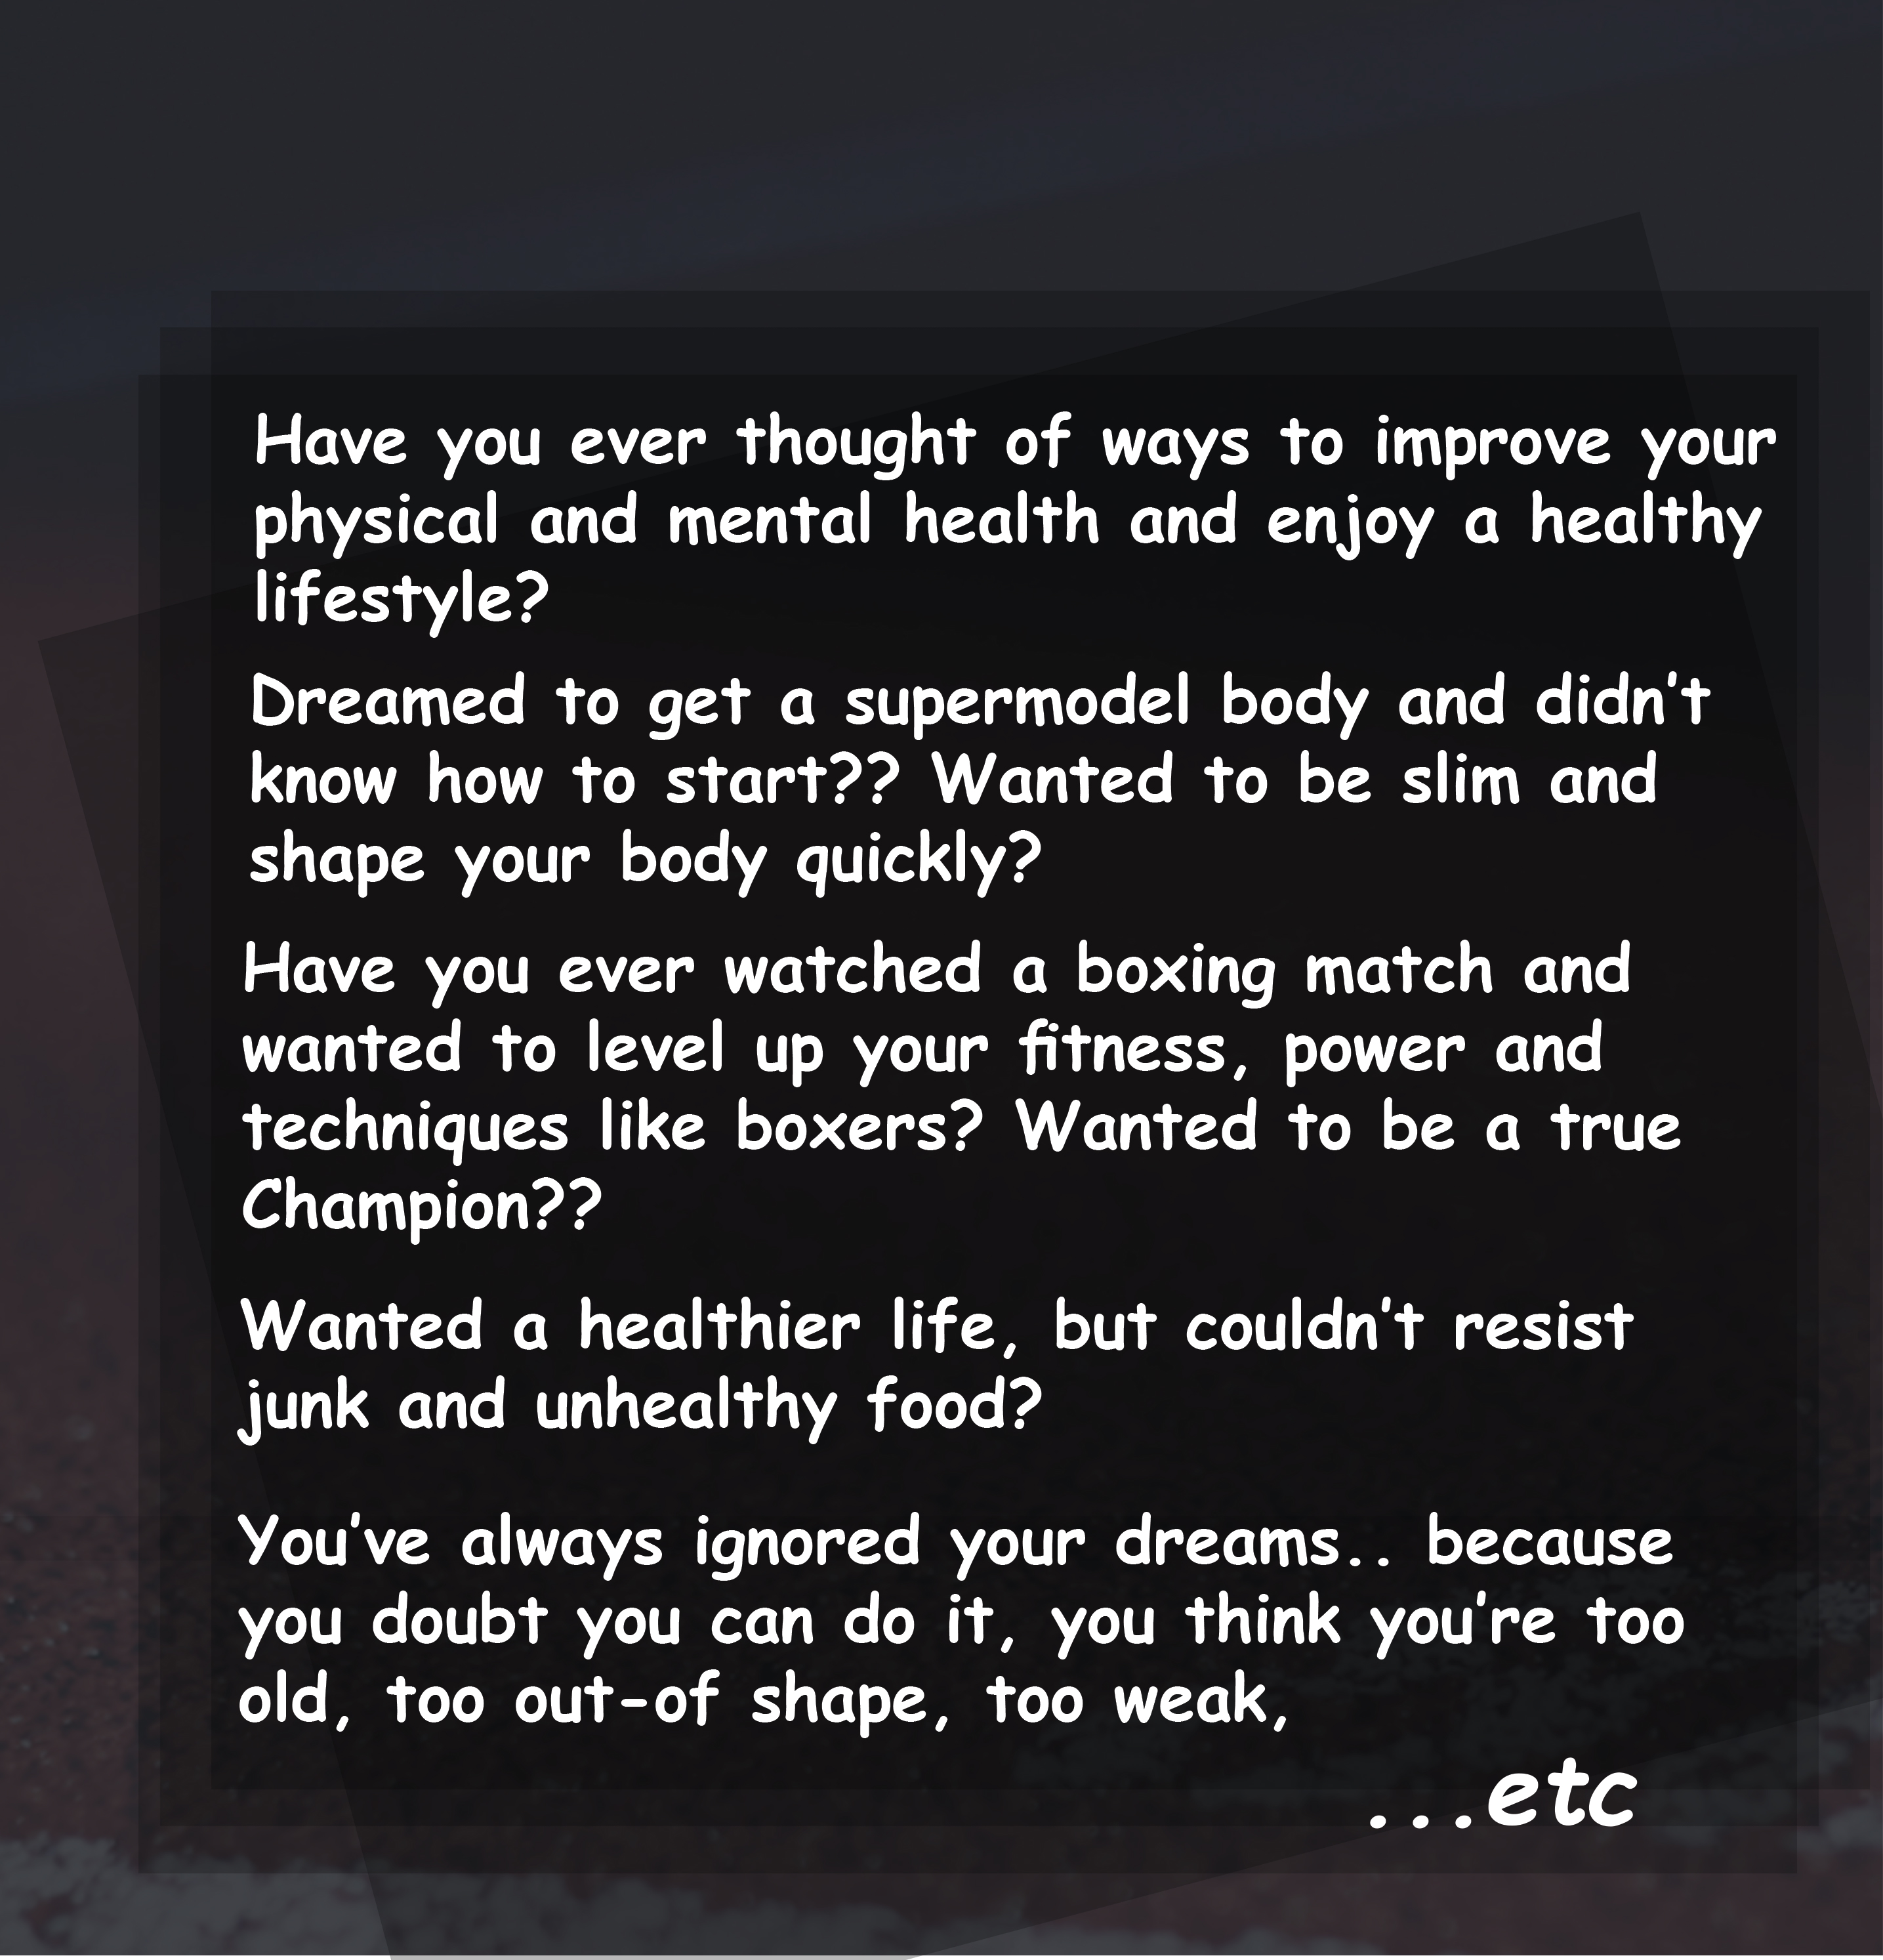 Have you ever thought of ways to improve your
physical and mental health and enjoy a healthy
lifestyle?
Dreamed to get a supermodel body and didn't
know how to start?? Wanted to be slim and
shape your body quickly?
Have you ever watched a boxing match and
wanted to level up your fitness, power and
techniques like boxers? Wanted to be a true
Champion??
Wanted a healthier life, but couldn't resist
junk and unhealthy food?
You've always ignored your dreams.. because
you doubt you can do it, you think you're too
old, too out-of shape, too weak,
...etc